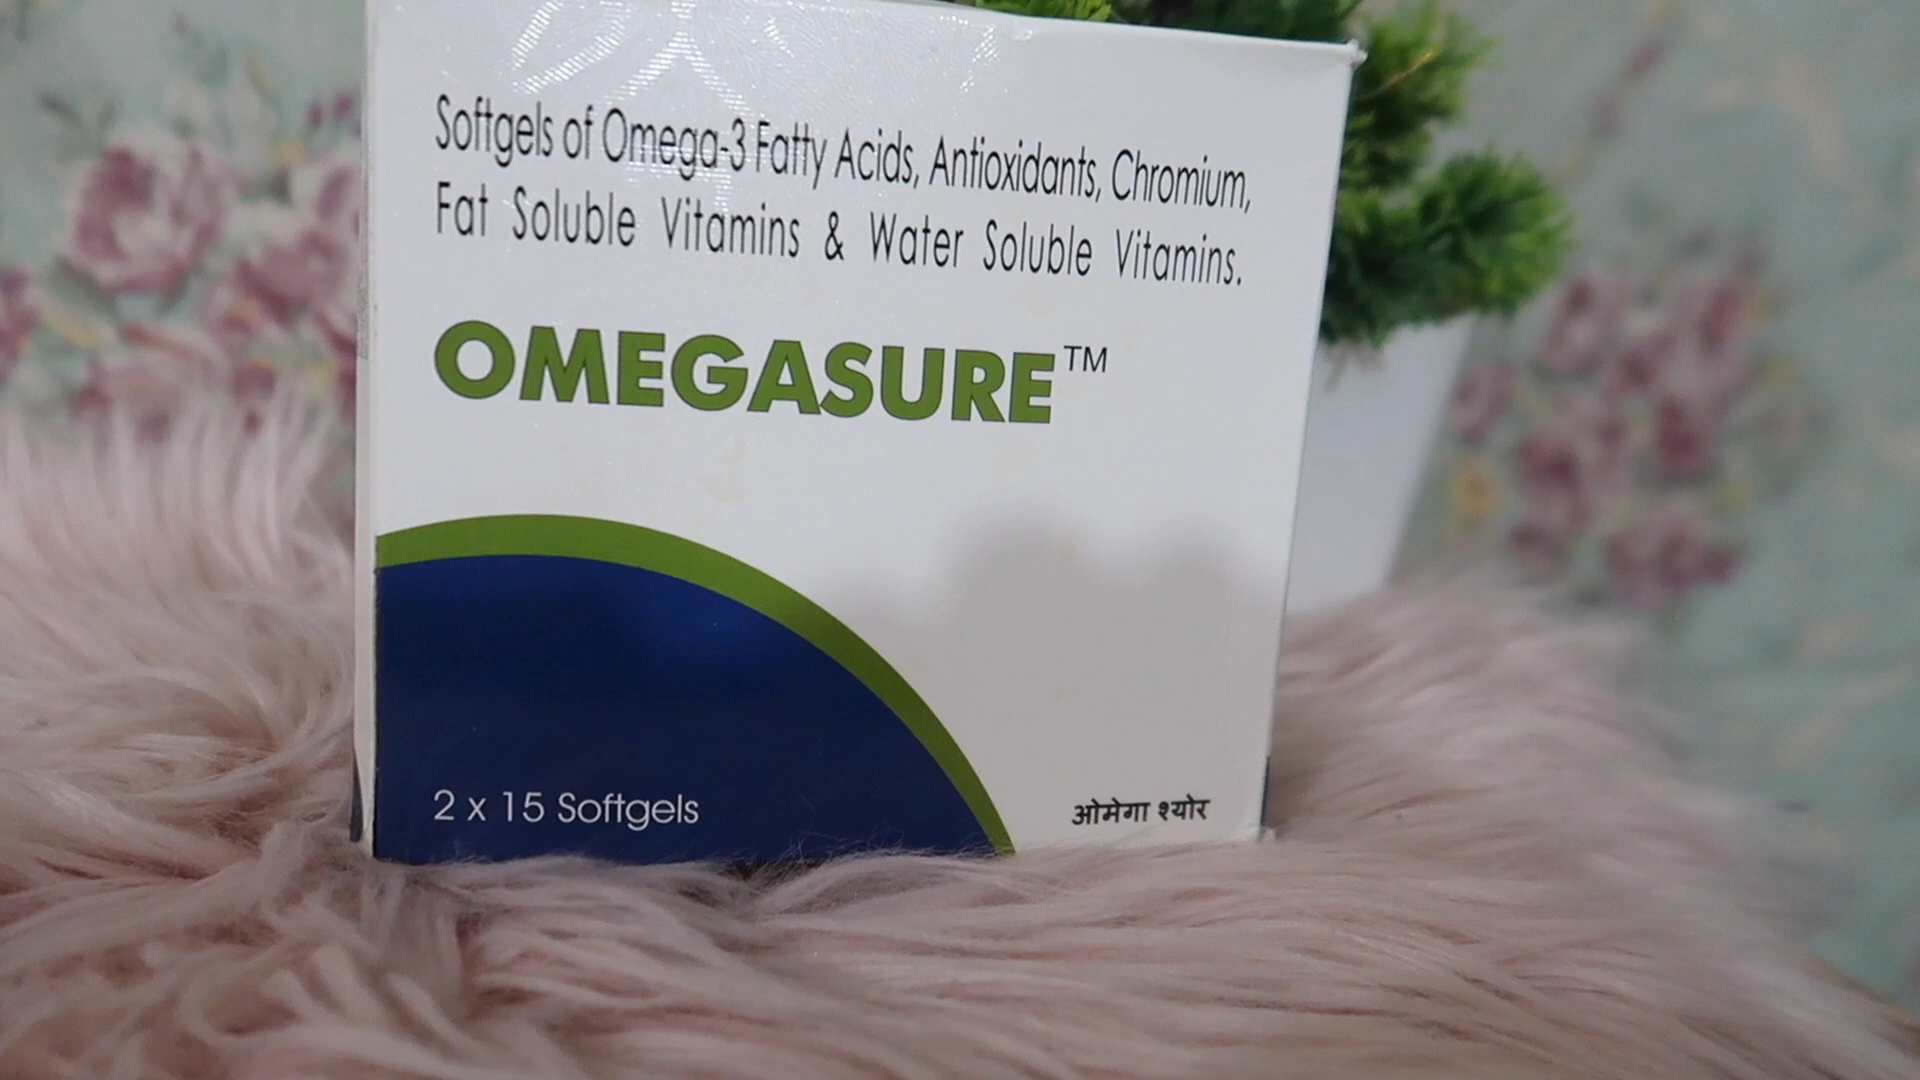 Softgels of Omega-3 Fatty Acids, Antioxidants, Chromium,
Fat Soluble Vitamins & Water Soluble Vitamins.
OMEGASURE™
2 x 15 Softgels
ओमेगा श्योर